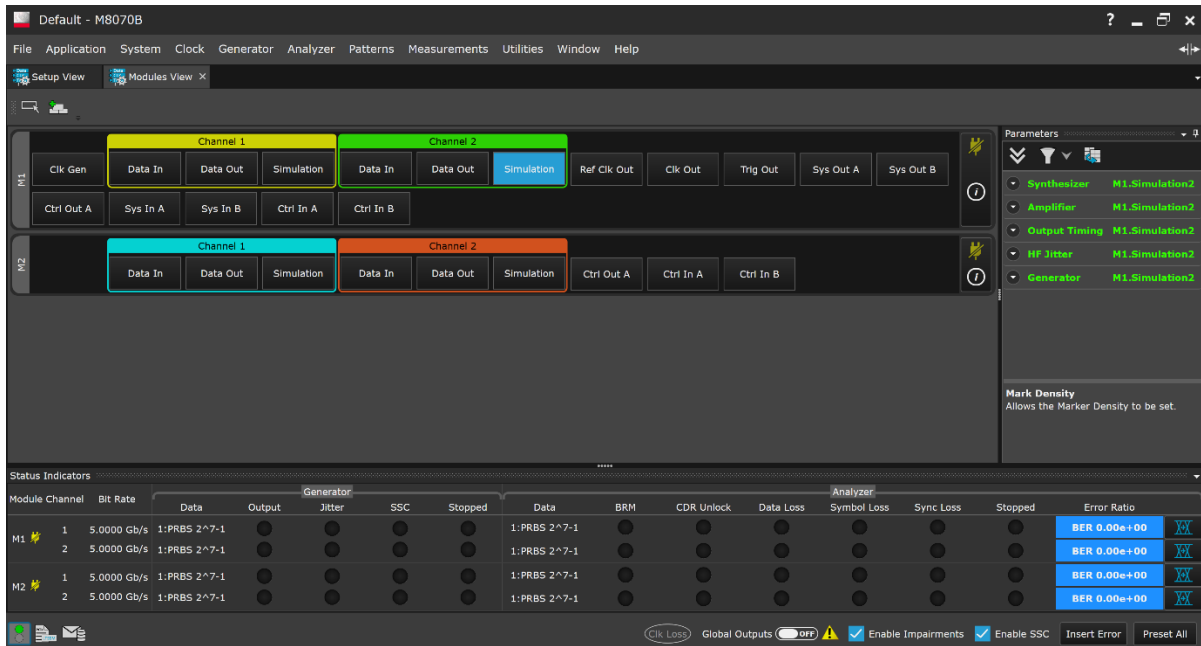 Default - M8070B
File Application System Clock Generator Analyzer Patterns Measurements Utilities Window Help
Setup View Modules View
Parameters
M1
Channel 1 Channel 2
Clk Gen Data In Data Out Simulation Data In Data Out Simulation Ref Clk Out Clk Out Trig Out Sys Out A Sys Out B
Ctrl Out A Sys In A Sys In B Ctrl In A Ctrl In B
M2
Channel 1 Channel 2
Data In Data Out Simulation Data In Data Out Simulation Ctrl Out A Ctrl In A Ctrl In B
Synthesizer M1.Simulation2
Amplifier M1.Simulation2
Output Timing M1.Simulation2
HF Jitter M1.Simulation2
Generator M1.Simulation2
Mark Density
Allows the Marker Density to be set.
Status Indicators
Generator Analyzer
Module Channel Bit Rate Data Output Jitter SSC Stopped Data BRM CDR Unlock Data Loss Symbol Loss Sync Loss Stopped Error Ratio
M1 1 5.0000 Gb/s 1:PRBS 2^7-1 1:PRBS 2^7-1 BER 0.00e+00
2 5.0000 Gb/s 1:PRBS 2^7-1 1:PRBS 2^7-1 BER 0.00e+00
M2 1 5.0000 Gb/s 1:PRBS 2^7-1 1:PRBS 2^7-1 BER 0.00e+00
2 5.0000 Gb/s 1:PRBS 2^7-1 1:PRBS 2^7-1 BER 0.00e+00
Clk Loss Global Outputs OFF Enable Impairments Enable SSC Insert Error Preset All